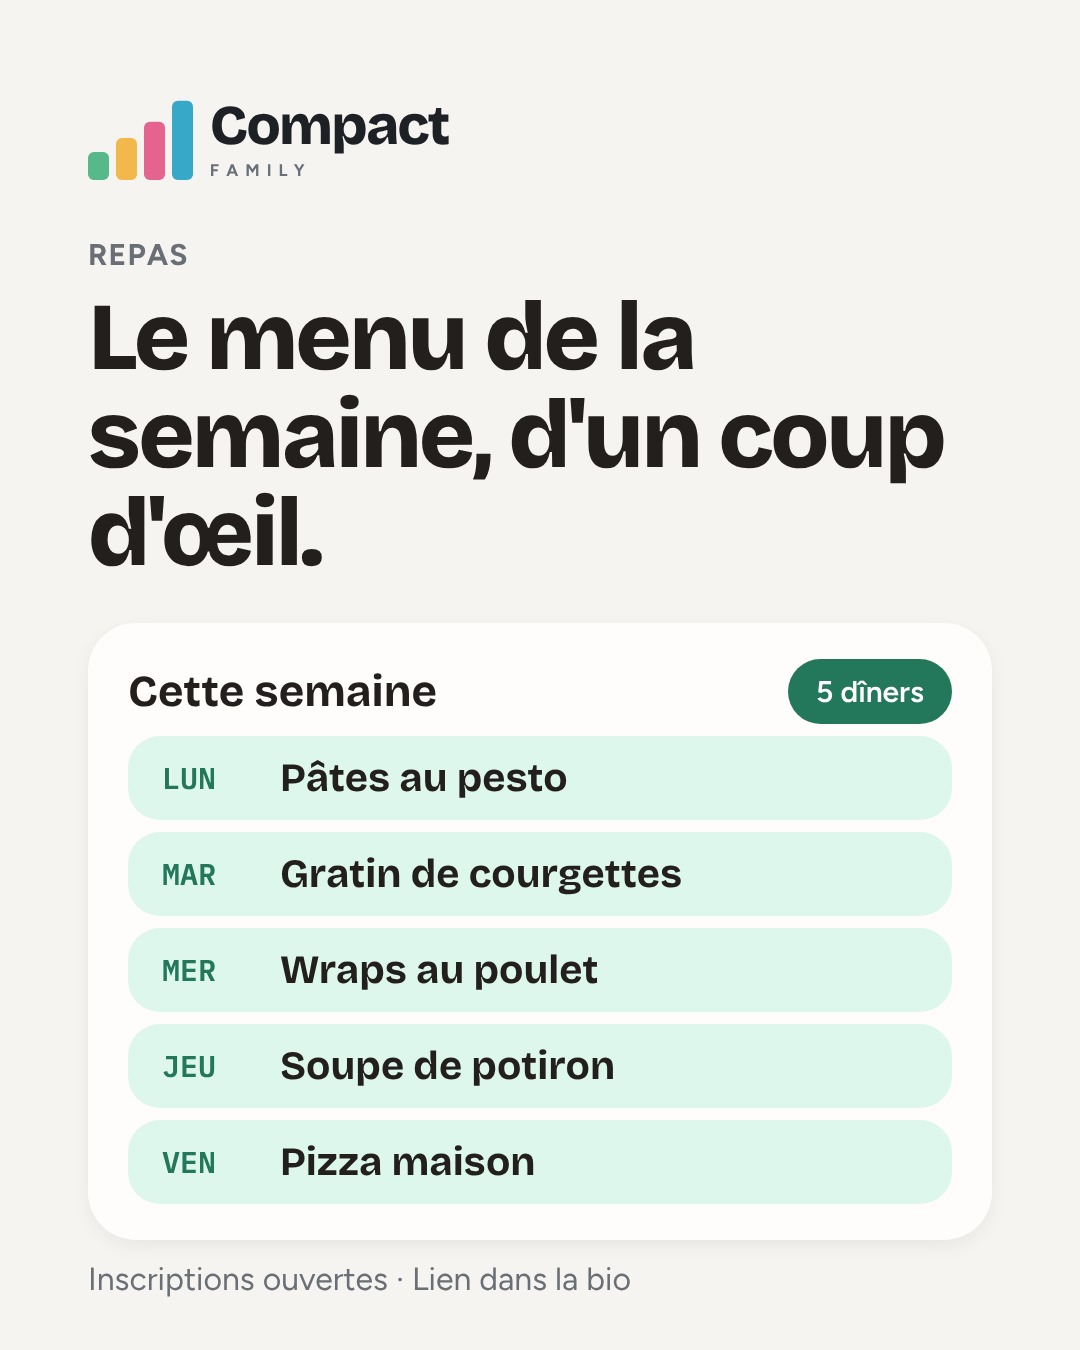 Compact
FAMILY
REPAS
Le menu de la
semaine, d'un coup
d'œil.
Cette semaine
5 dîners
LUN Pâtes au pesto
MAR Gratin de courgettes
MER Wraps au poulet
JEU Soupe de potiron
VEN Pizza maison
Inscriptions ouvertes · Lien dans la bio